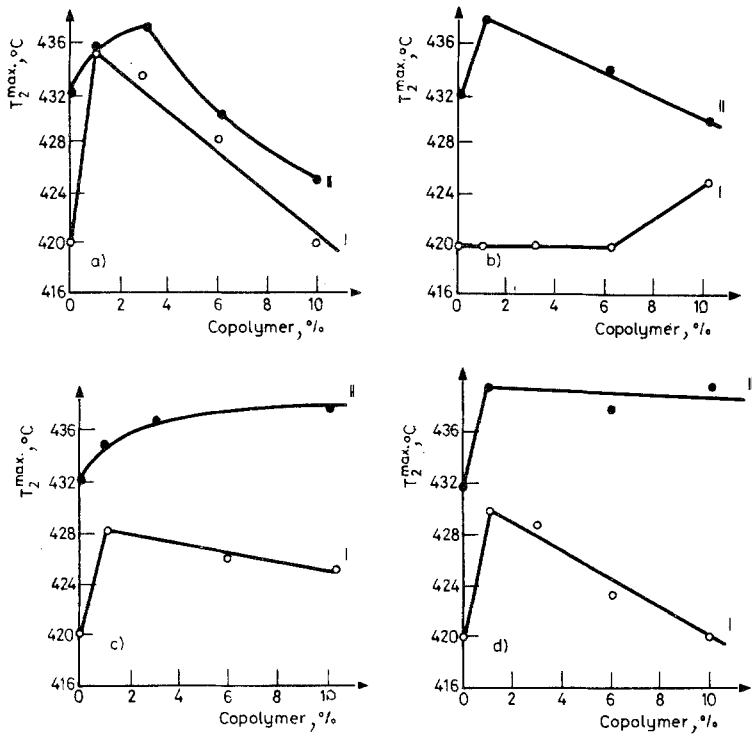 T₂ᵐᵃˣ·, °C
436
432
428
424
420
416
0
2
4
6
8
10
Copolymer, %
a)
II
I
T₂ᵐᵃˣ·, °C
436
432
428
424
420
416
0
2
4
6
8
10
Copolymer, %
b)
II
I
T₂ᵐᵃˣ·, °C
436
432
428
424
420
416
0
2
4
6
8
10
Copolymer, %
c)
II
I
T₂ᵐᵃˣ·, °C
436
432
428
424
420
416
0
2
4
6
8
10
Copolymer, %
d)
II
I